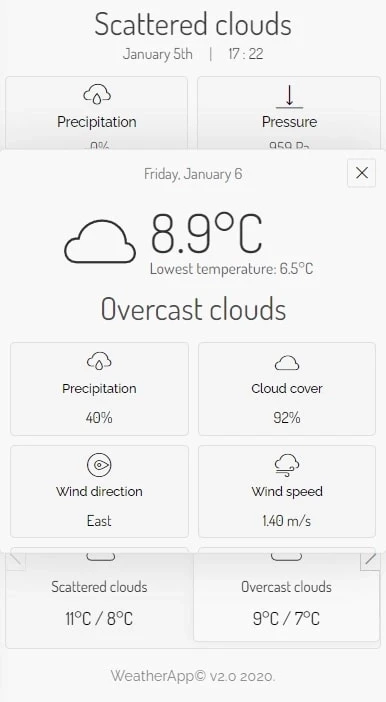 Scattered clouds
January 5th | 17 : 22
Precipitation Pressure
0% 959 Pa
Friday, January 6
8.9°C
Lowest temperature: 6.5°C
Overcast clouds
Precipitation Cloud cover
40% 92%
Wind direction Wind speed
East 1.40 m/s
Scattered clouds Overcast clouds
11°C / 8°C 9°C / 7°C
WeatherApp© v2.0 2020.